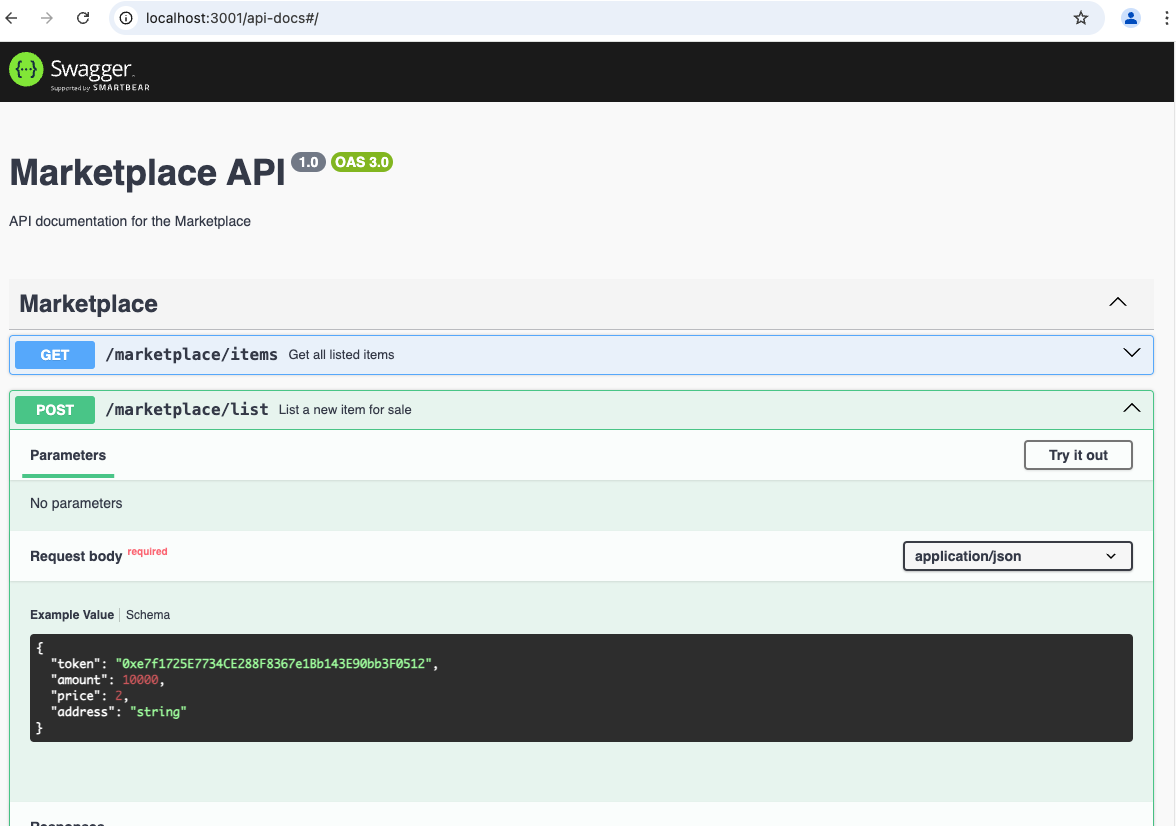 localhost:3001/api-docs#/
Swagger
Supported by SMARTBEAR
Marketplace API 1.0 OAS 3.0
API documentation for the Marketplace
Marketplace
GET /marketplace/items Get all listed items
POST /marketplace/list List a new item for sale
Parameters Try it out
No parameters
Request body required application/json
Example Value Schema
{
"token": "0xe7f1725E7734CE288F8367e1Bb143E90bb3F0512",
"amount": 10000,
"price": 2,
"address": "string"
}
Responses